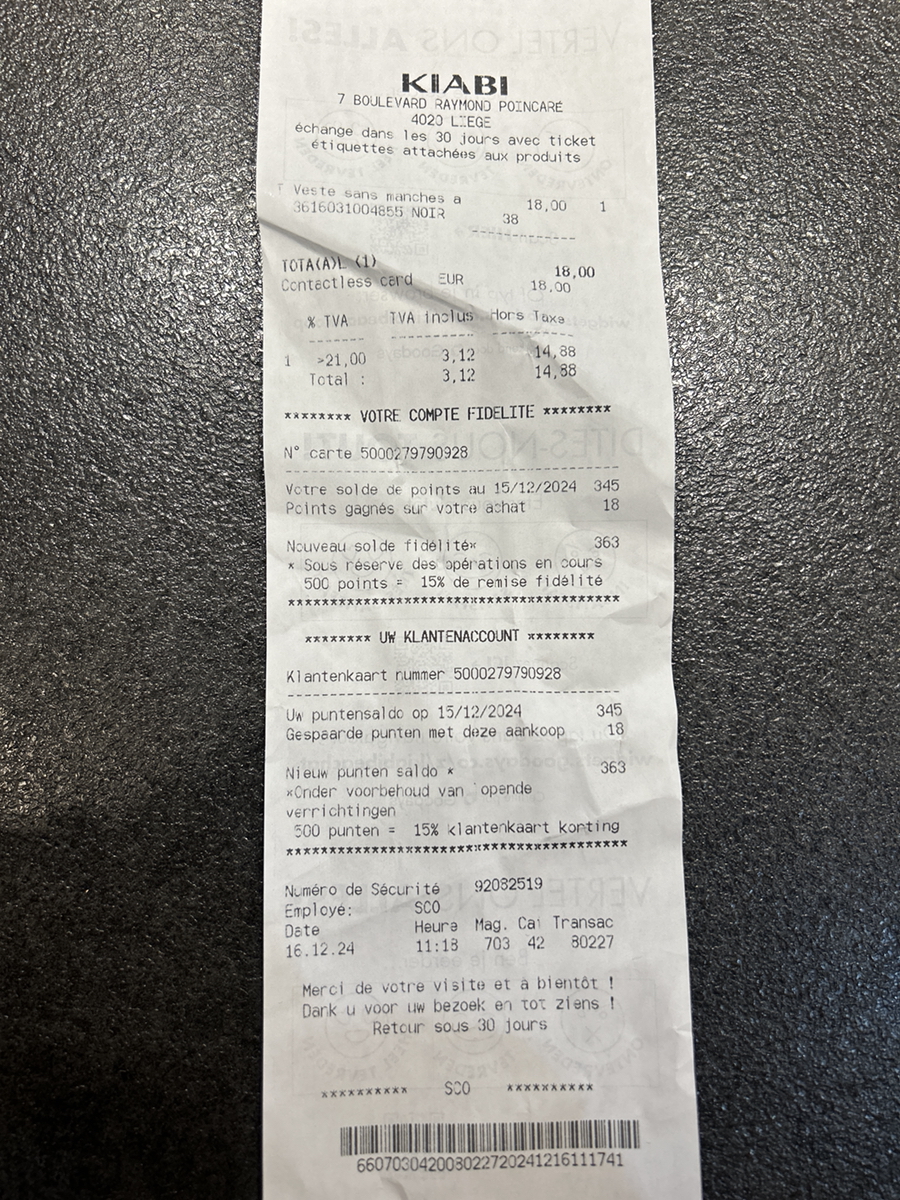 KIABI
7 BOULEVARD RAYMOND POINCARÉ
4020 LIEGE
échange dans les 30 jours avec ticket
étiquettes attachées aux produits
T Veste sans manches a 18,00 1
3616031004855 NOIR 38
------------
TOTA(A)L (1) 18,00
Contactless card EUR 18,00
% TVA TVA inclus Hors Taxe
------- ----------- -----------
1 >21,00 3,12 14,88
Total : 3,12 14,88
******** VOTRE COMPTE FIDELITE ********
N° carte 5000279790928
----------------------------------------
Votre solde de points au 15/12/2024 345
Points gagnés sur votre achat 18
Nouveau solde fidélité* 363
* Sous réserve des opérations en cours
500 points = 15% de remise fidélité
****************************************
******** UW KLANTENACCOUNT ********
Klantenkaart nummer 5000279790928
----------------------------------------
Uw puntensaldo op 15/12/2024 345
Gespaarde punten met deze aankoop 18
Nieuw punten saldo * 363
*Onder voorbehoud van lopende
verrichtingen
500 punten = 15% klantenkaart korting
****************************************
Numéro de Sécurité 92082519
Employé: SCO
Date Heure Mag. Cai Transac
16.12.24 11:18 703 42 80227
Merci de votre visite et à bientôt !
Dank u voor uw bezoek en tot ziens !
Retour sous 30 jours
********** SCO **********
660703042008022720241216111741